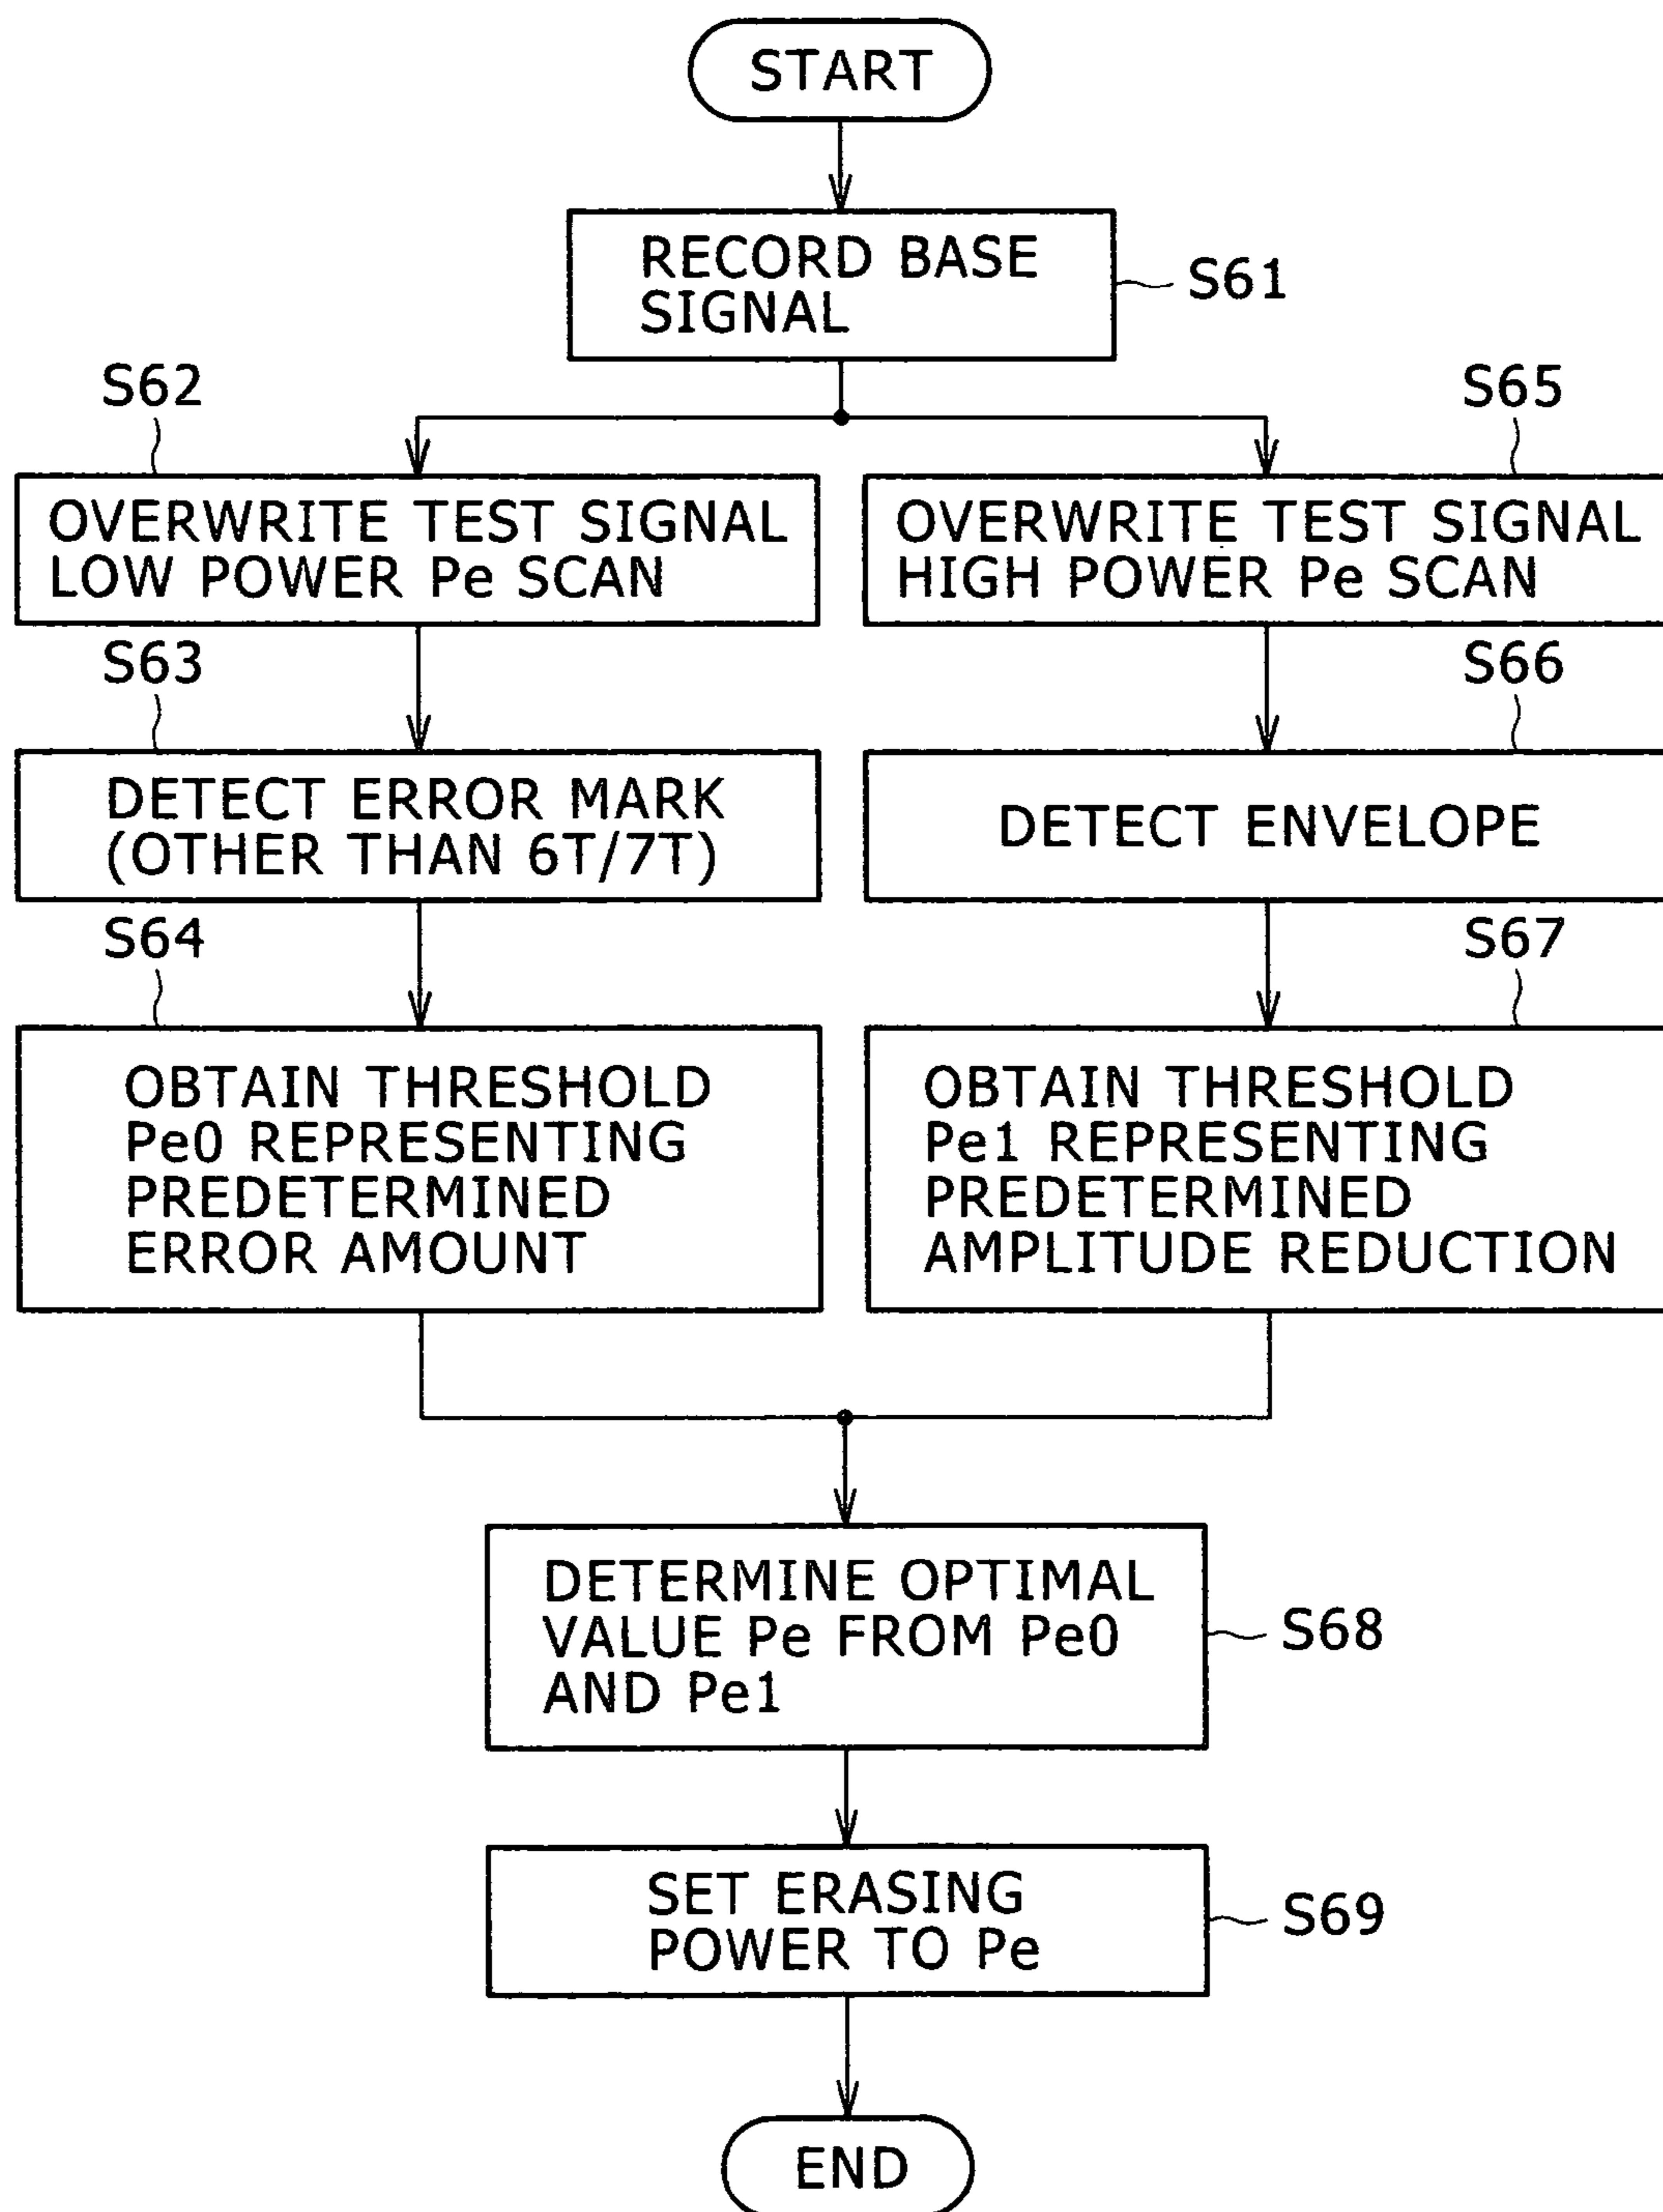 START
RECORD BASE
SIGNAL
S61
S62
OVERWRITE TEST SIGNAL
LOW POWER Pe SCAN
S63
DETECT ERROR MARK
(OTHER THAN 6T/7T)
S64
OBTAIN THRESHOLD
Pe0 REPRESENTING
PREDETERMINED
ERROR AMOUNT
S65
OVERWRITE TEST SIGNAL
HIGH POWER Pe SCAN
S66
DETECT ENVELOPE
S67
OBTAIN THRESHOLD
Pe1 REPRESENTING
PREDETERMINED
AMPLITUDE REDUCTION
DETERMINE OPTIMAL
VALUE Pe FROM Pe0
AND Pe1
S68
SET ERASING
POWER TO Pe
S69
END